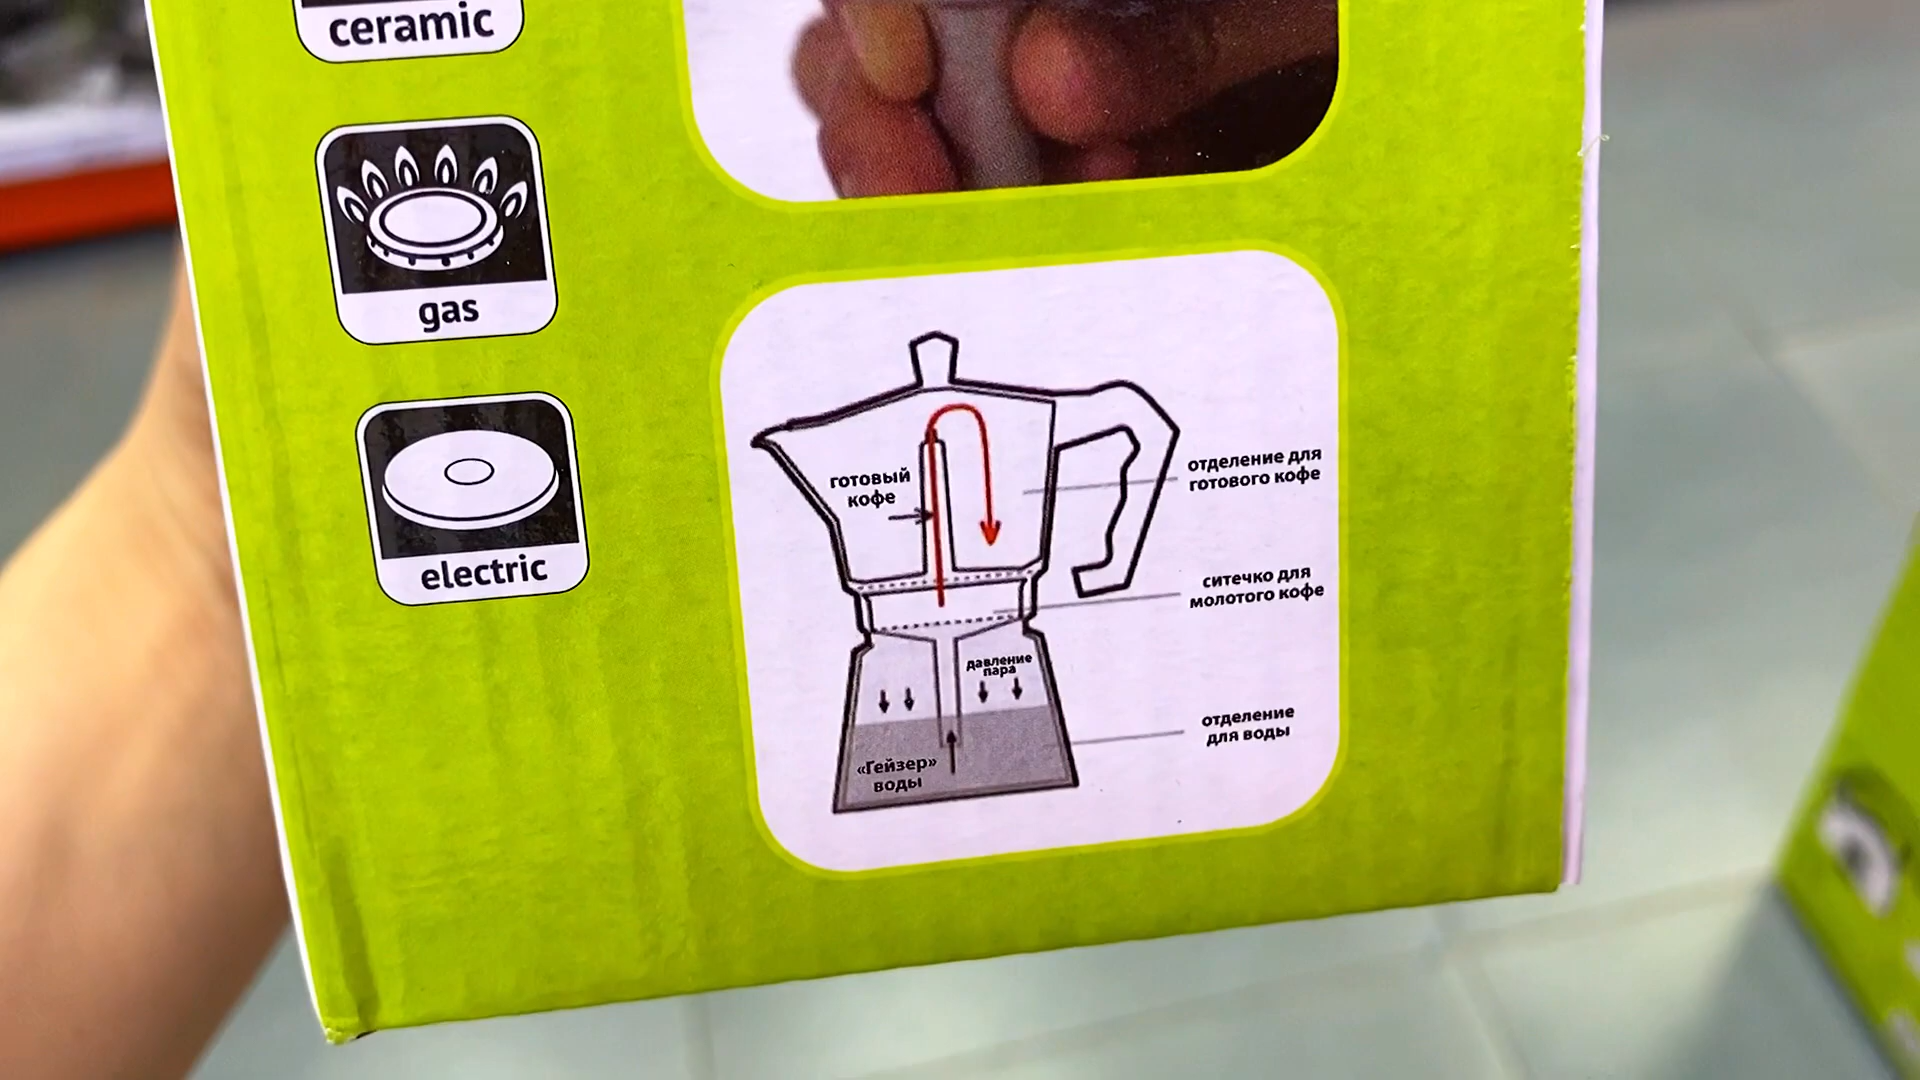 ceramic
gas
electric
готовый
кофе
отделение для
готового кофе
ситечко для
молотого кофе
давление
пара
отделение
для воды
«Гейзер»
воды